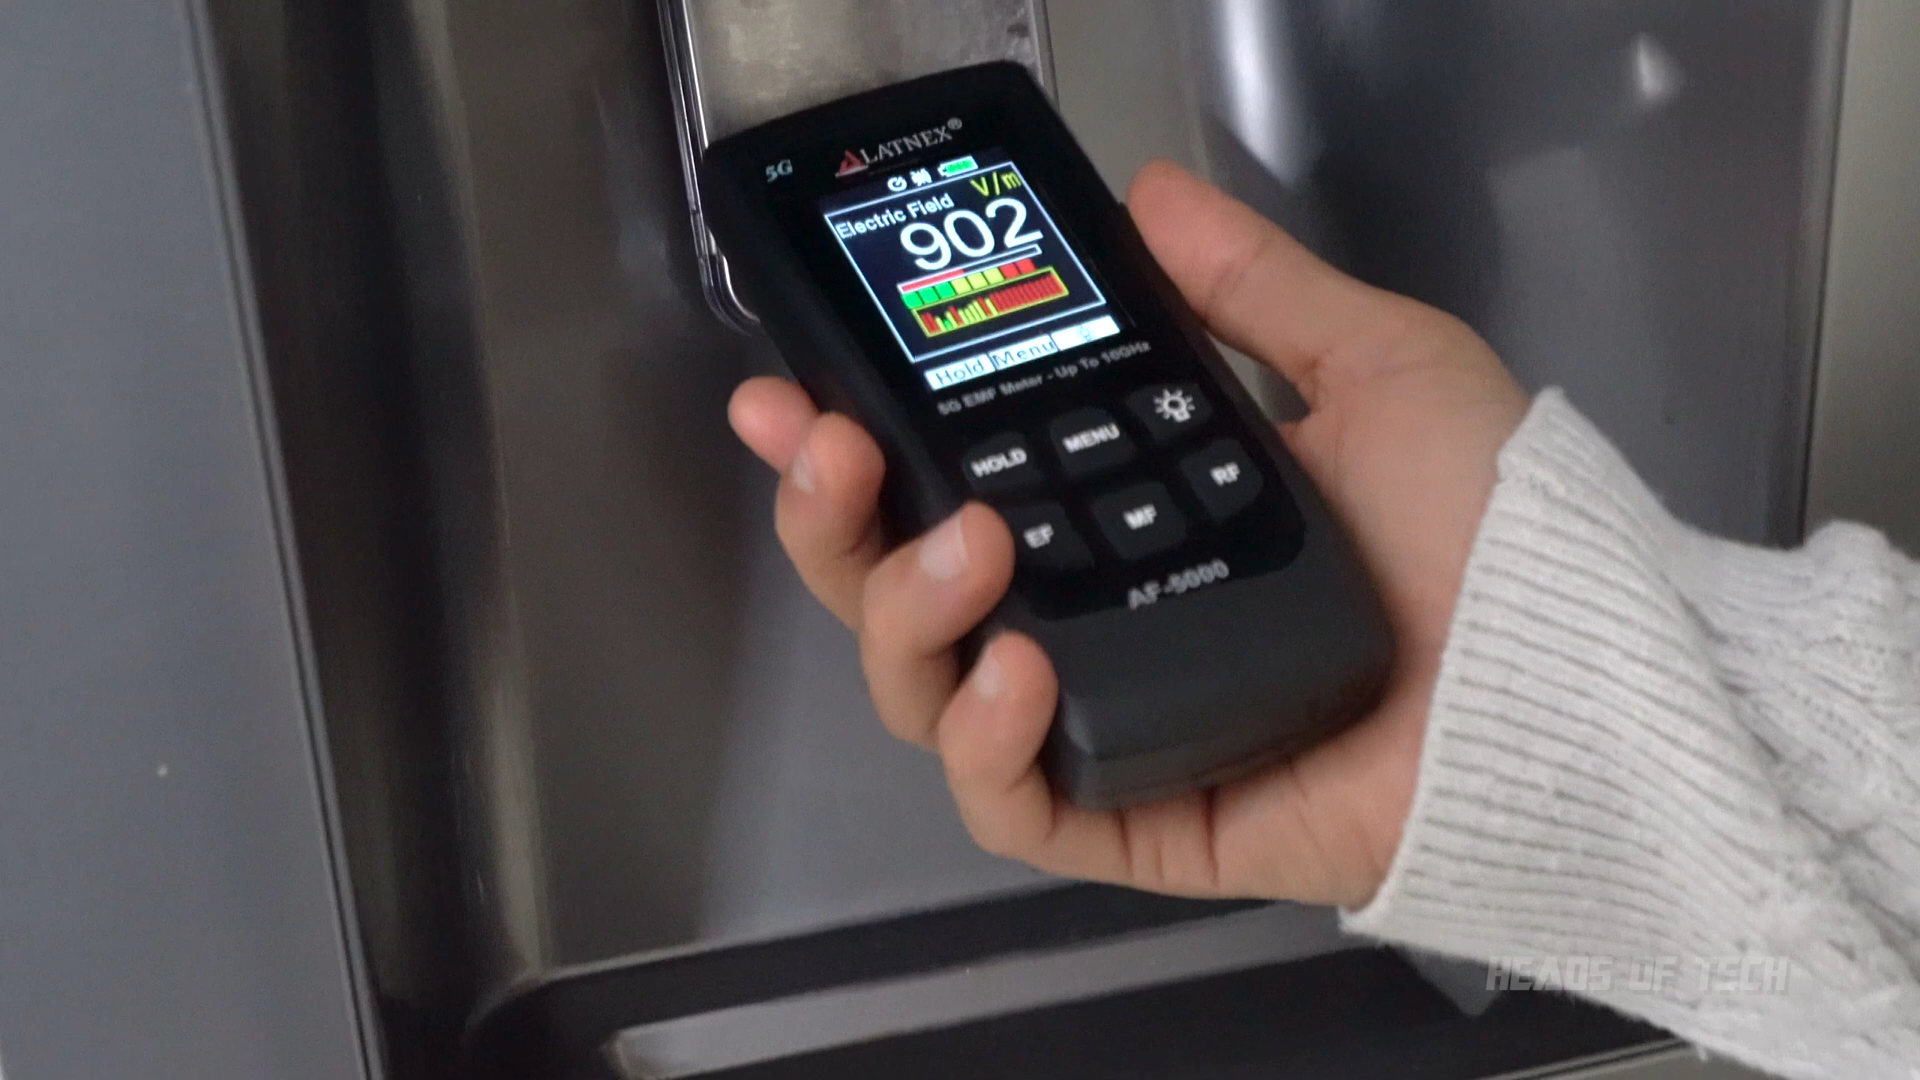 5G
LATNEX®
V/m
Electric Field
902
Hold Menu
5G EMF Meter - Up To 10GHz
HOLD MENU
EF MF RF
AF-5000
HEADS OF TECH